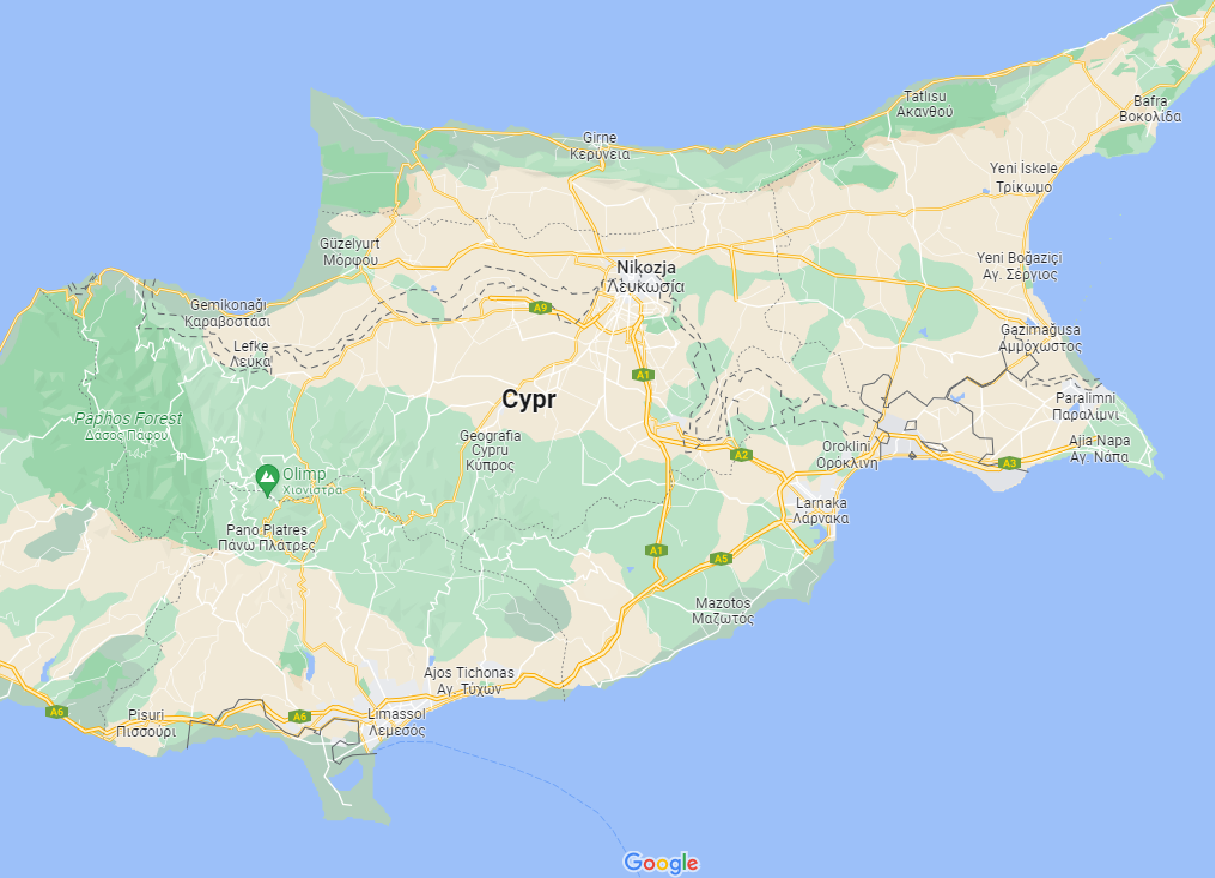 Tatlısu
Ακανθού
Bafra
Βοκολίδα
Girne
Κερύνεια
Yeni İskele
Τρίκωμο
Güzelyurt
Μόρφου
Nikozja
Λευκωσία
Yeni Boğaziçi
Αγ. Σέργιος
Gemikonağı
Καραβοστάσι
A9
Gazimağusa
Αμμόχωστος
Lefke
Λεύκα
A1
Cypr
Paralimni
Παραλίμνι
Paphos Forest
Δάσος Πάφου
Geografia
Cypru
Κύπρος
Oroklini
Ορόκλινη
Ajia Napa
Αγ. Νάπα
A2
A3
Olimp
Χιονίστρα
Larnaka
Λάρνακα
Pano Platres
Πάνω Πλάτρες
A1
A5
Mazotos
Μαζωτός
Ajos Tichonas
Αγ. Τύχων
A6
Pisuri
Πισσούρι
A6
Limassol
Λεμεσός
Google